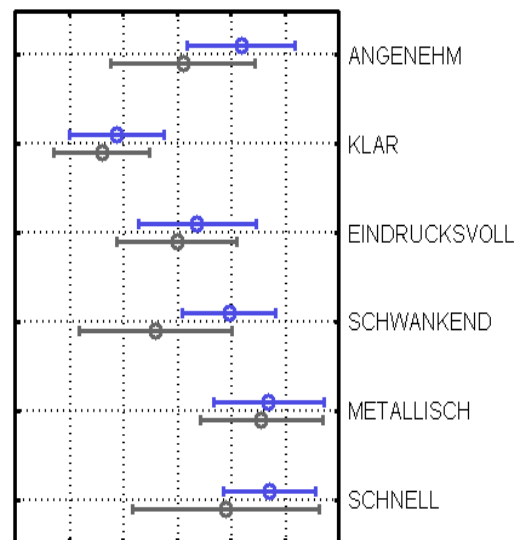 ANGENEHM
KLAR
EINDRUCKSVOLL
SCHWANKEND
METALLISCH
SCHNELL